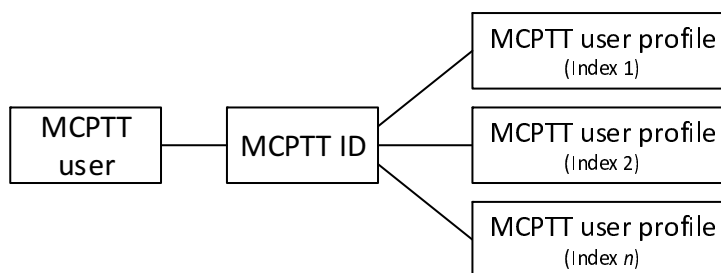 MCPTT user profile
(Index 1)
MCPTT
user
MCPTT ID
MCPTT user profile
(Index 2)
MCPTT user profile
(Index n)